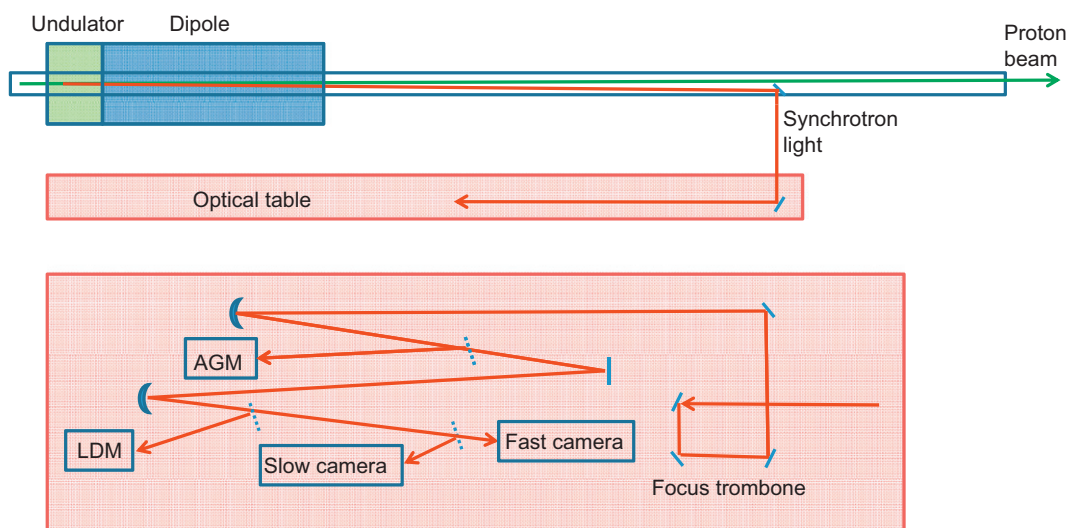 Undulator
Dipole
Proton
beam
Synchrotron
light
Optical table
AGM
LDM
Slow camera
Fast camera
Focus trombone